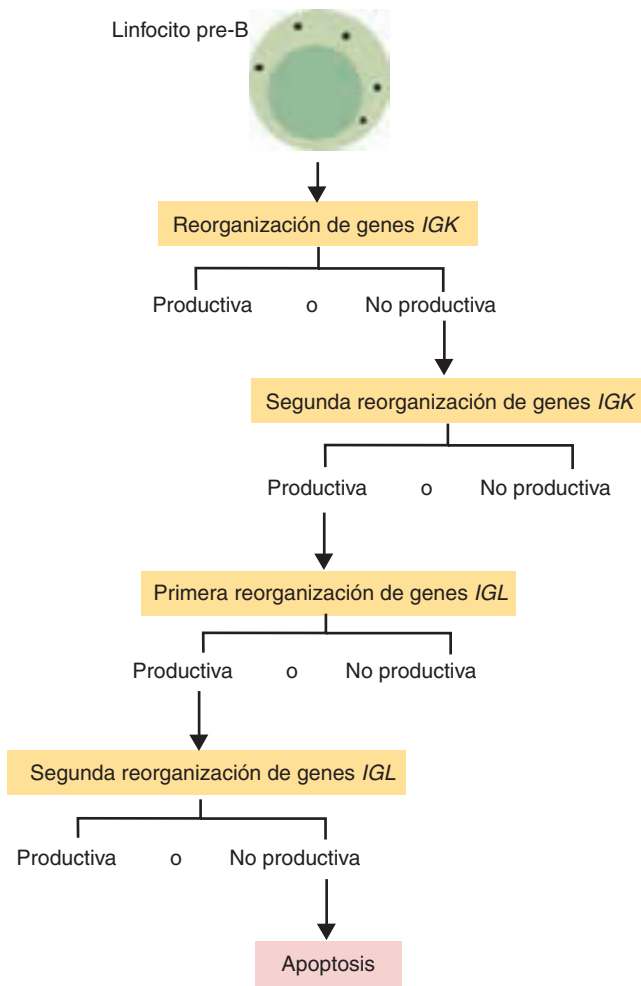 Linfocito pre-B
Reorganización de genes IGK
Productiva o No productiva
Segunda reorganización de genes IGK
Productiva o No productiva
Primera reorganización de genes IGL
Productiva o No productiva
Segunda reorganización de genes IGL
Productiva o No productiva
Apoptosis